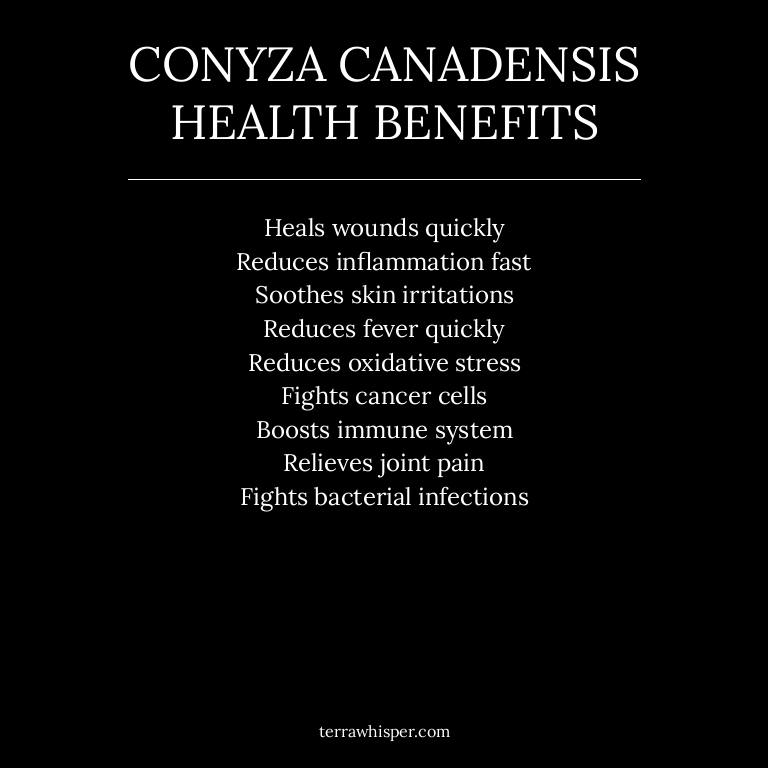 CONYZA CANADENSIS
HEALTH BENEFITS
Heals wounds quickly
Reduces inflammation fast
Soothes skin irritations
Reduces fever quickly
Reduces oxidative stress
Fights cancer cells
Boosts immune system
Relieves joint pain
Fights bacterial infections
terrawhisper.com